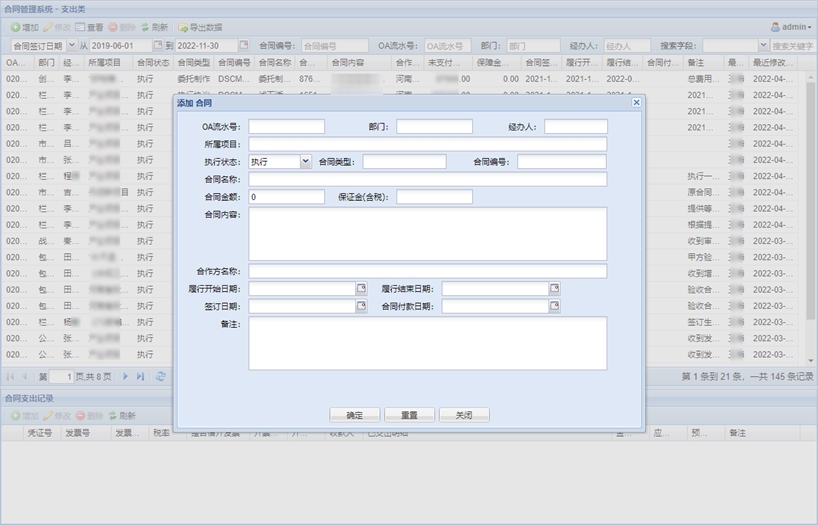 合同管理系统 - 支出类
增加 修改 查看 删除 刷新 导出数据 admin
合同签订日期 从 2019-06-01 到 2022-11-30 合同编号: 合同编号 OA流水号: OA流水号 部门: 部门 经办人: 经办人 搜索字段: 搜索关键字
OA... 部门 经... 所属项目 合同状态 合同类型 合同编号 合同名称 合... 合同内容 合作... 未支付... 保障金... 合同签... 履行开... 履行结... 合同付... 备注 最... 最近修改...
020... 创... 李... 执行 委托制作 DSCM... 委托制... 876... 河南... .00 0.00 2021-1... 2021-1... 2022-0... 总裹用... 2022-04-...
020... 栏... 李... 执行 2021... 2022-04-...
020... 栏... 李... 执行 2021... 2022-04-...
020... 栏... 李... 执行 2021... 2022-04-...
020... 市... 吕... 执行 2022-04-...
020... 市... 张... 执行 2022-04-...
020... 栏... 程 执行 执行一... 2022-04-...
020... 市... 吉... 目 执行 原合同... 2022-04-...
020... 栏... 李... 执行 提供等... 2022-04-...
020... 栏... 李... 执行 根据提... 2022-04-...
020... 战... 秦... 执行 收到审... 2022-03-...
020... 包... 田... 执行 甲方验... 2022-03-...
020... 包... 田... 执行 收到增... 2022-03-...
020... 包... 田... 执行 验收合... 2022-03-...
020... 包... 田... 执行 验收合... 2022-03-...
020... 栏... 杨 执行 签订生... 2022-03-...
020... 公... 张... 执行 收到发... 2022-03-...
020... 公... 张... 执行 收到发... 2022-03-...
第 1 页,共 8 页 第 1 条到 21 条，一共 145 条记录
添加 合同
OA流水号: 部门: 经办人:
所属项目:
执行状态: 执行 合同类型: 合同编号:
合同名称:
合同金额: 0 保证金(含税):
合同内容:
合作方名称:
履行开始日期: 履行结束日期:
签订日期: 合同付款日期:
备注:
确定 重置 关闭
合同支出记录
增加 修改 删除 刷新
凭证号 发票号 发票... 税率 收款人 已支出明细 金... 应... 预... 备注